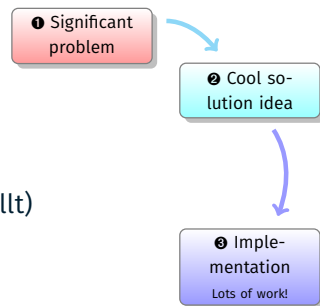 ❶ Significant
problem
❷ Cool so-
lution idea
llt)
❸ Imple-
mentation
Lots of work!